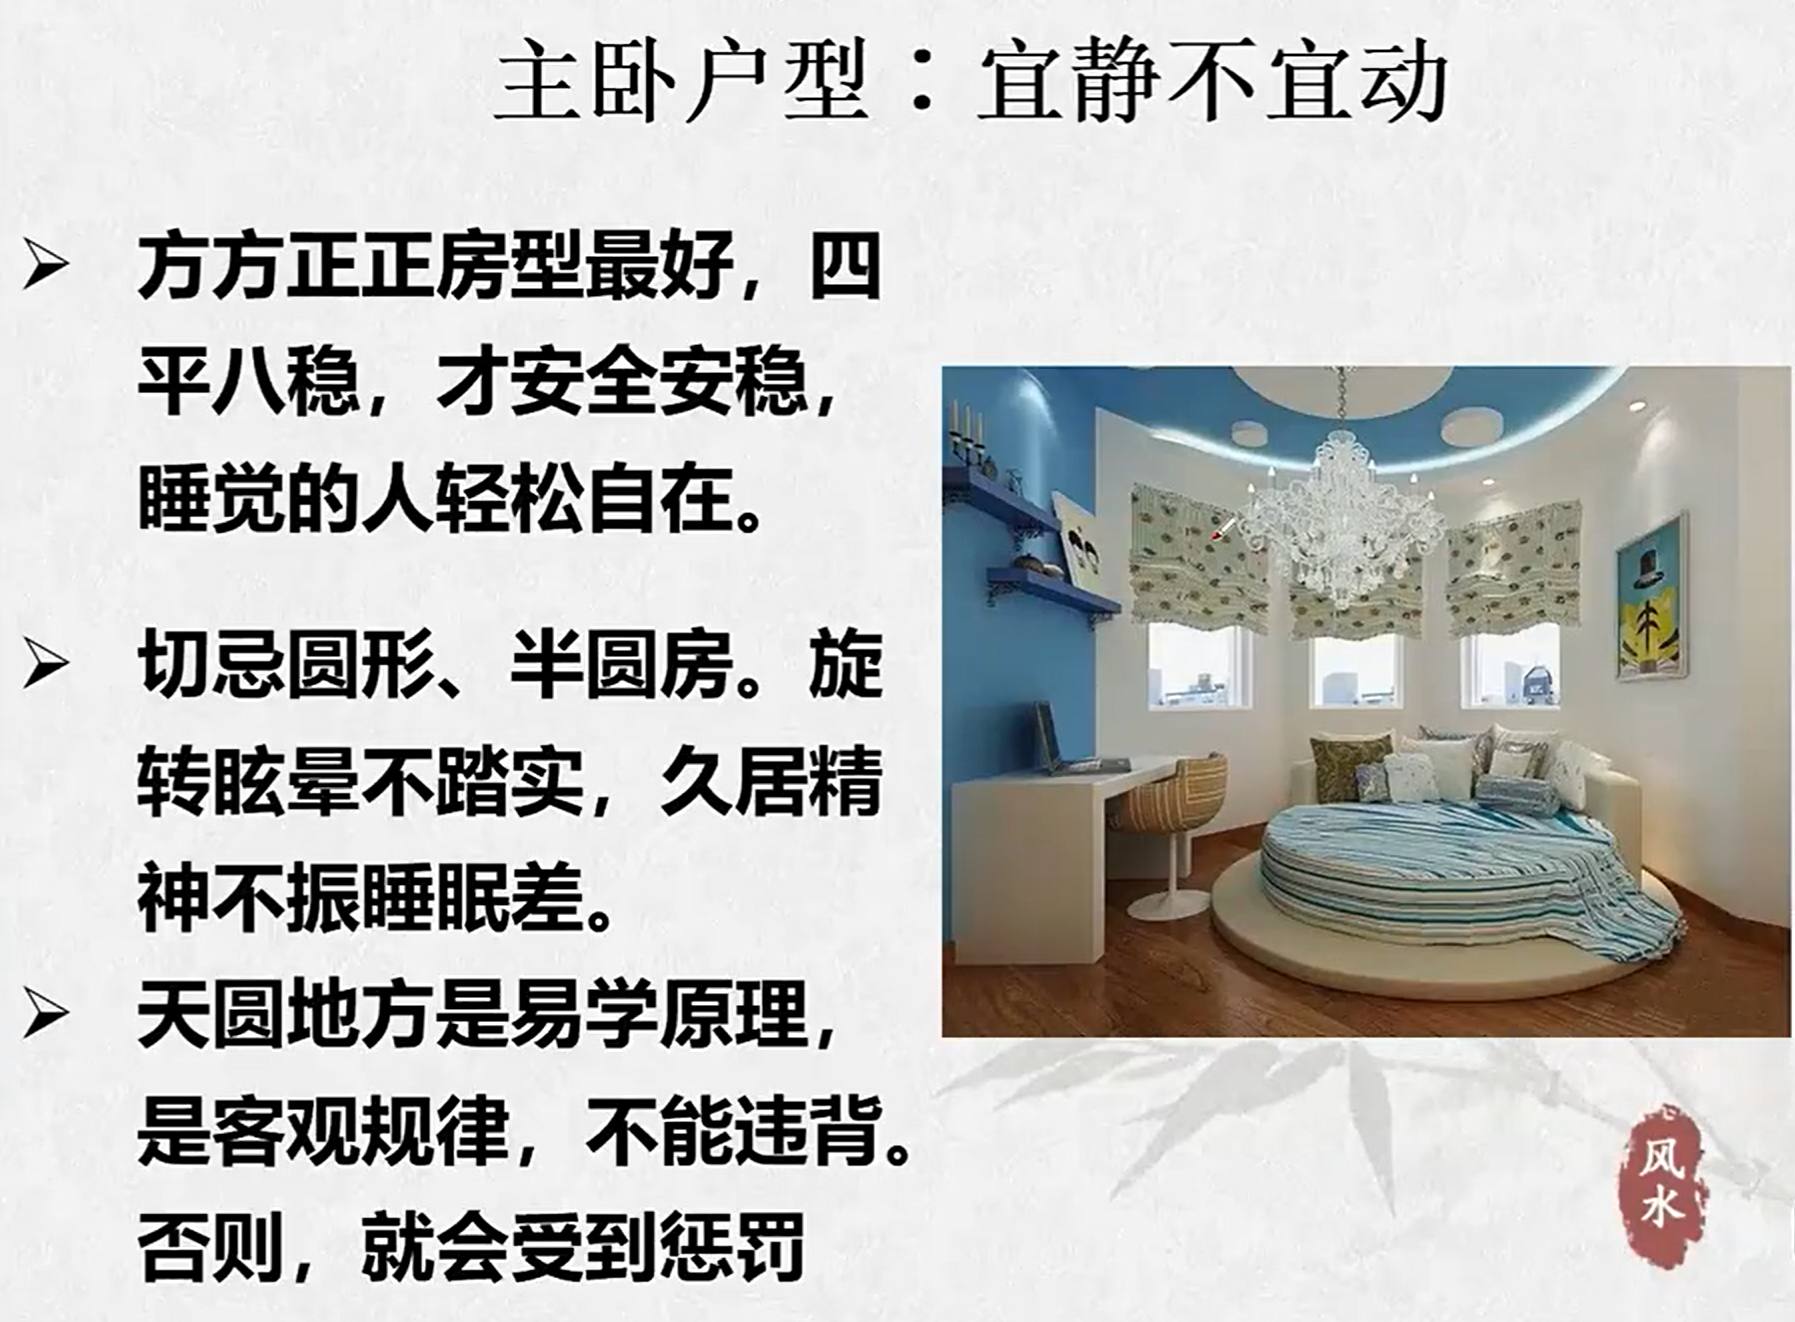 主卧户型：宜静不宜动
方方正正房型最好，四
平八稳，才安全安稳，
睡觉的人轻松自在。
切忌圆形、半圆房。旋
转眩晕不踏实，久居精
神不振睡眠差。
天圆地方是易学原理，
是客观规律，不能违背。
否则，就会受到惩罚
风水